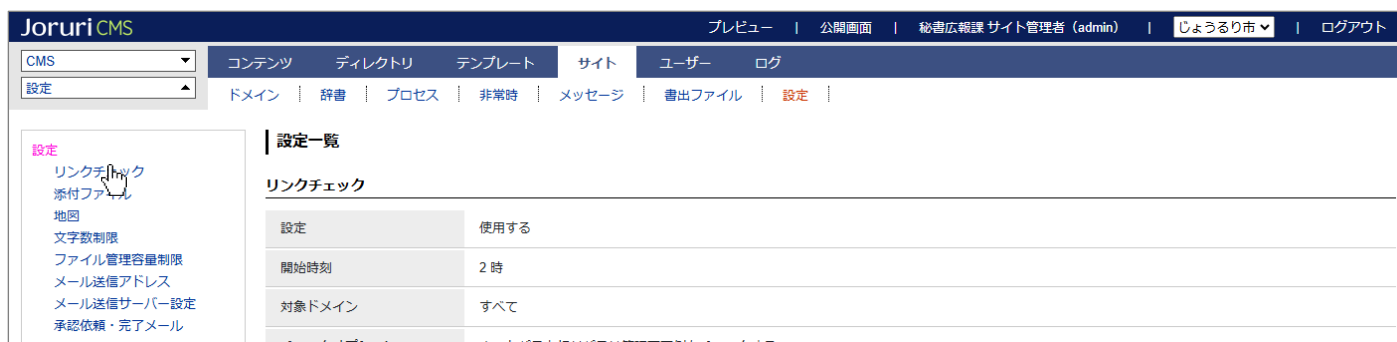 Joruri CMS プレビュー | 公開画面 | 秘書広報課 サイト管理者（admin） | じょうるり市 | ログアウト
CMS
コンテンツ ディレクトリ テンプレート サイト ユーザー ログ
設定
ドメイン 辞書 プロセス 非常時 メッセージ 書出ファイル 設定
設定
リンクチェック
添付ファイル
地図
文字数制限
ファイル管理容量制限
メール送信アドレス
メール送信サーバー設定
承認依頼・完了メール
設定一覧
リンクチェック
設定 使用する
開始時刻 2 時
対象ドメイン すべて